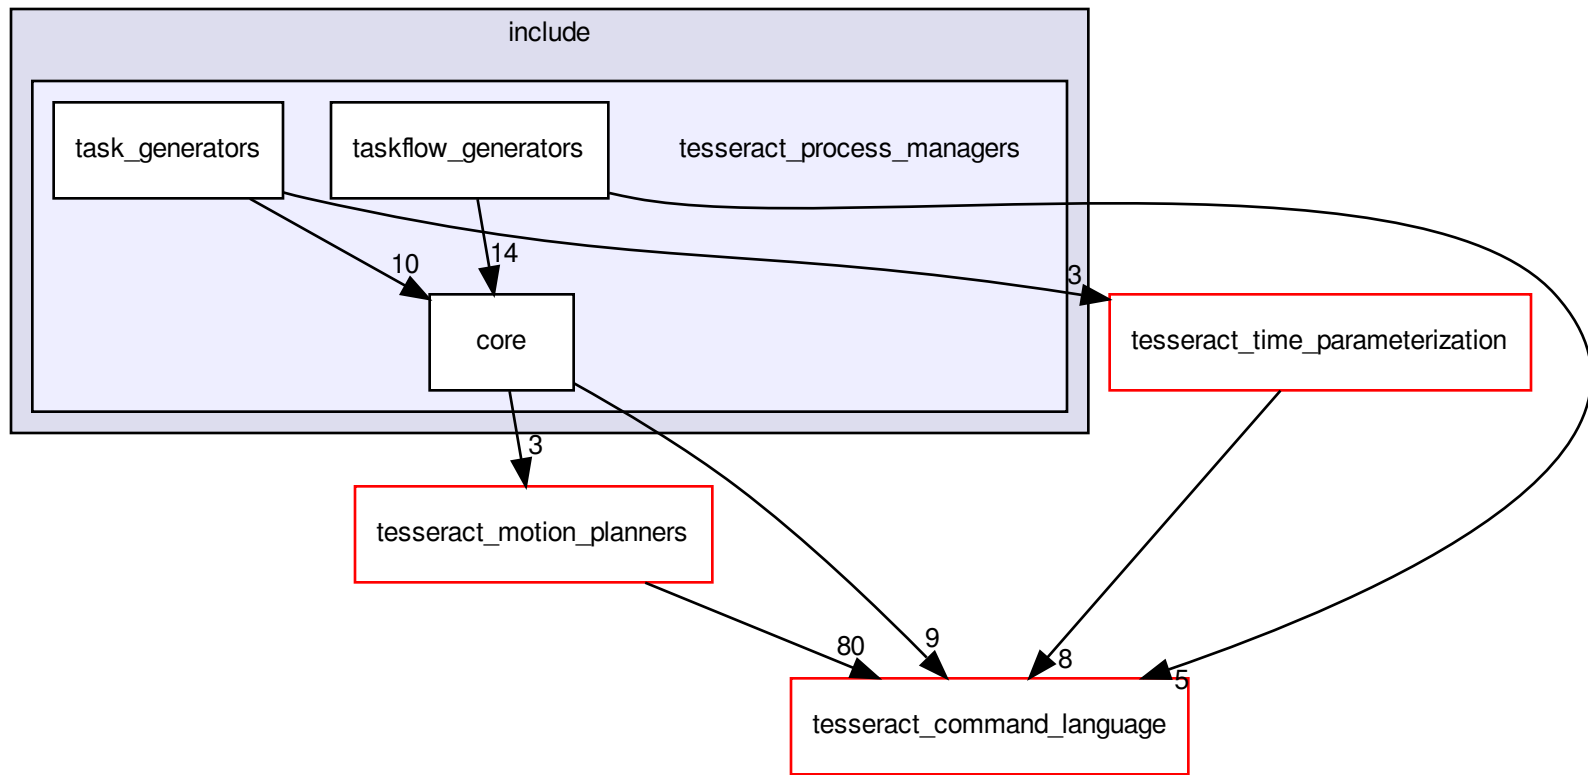 include
task_generators
taskflow_generators
tesseract_process_managers
10
14
3
core
tesseract_time_parameterization
3
tesseract_motion_planners
80
9
8
5
tesseract_command_language